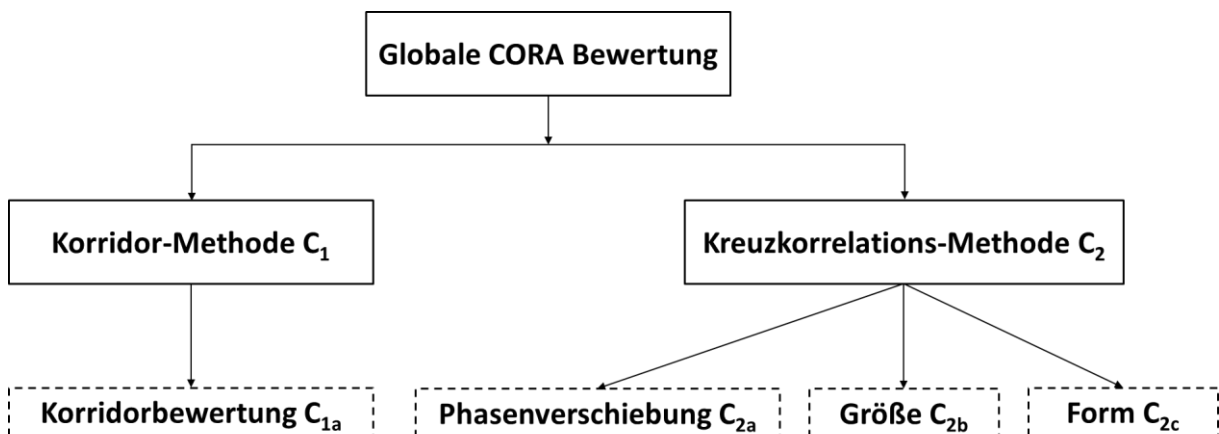 Globale CORA Bewertung
Korridor-Methode C₁
Kreuzkorrelations-Methode C₂
Korridorbewertung C₁ₐ
Phasenverschiebung C₂ₐ
Größe C₂b
Form C₂c